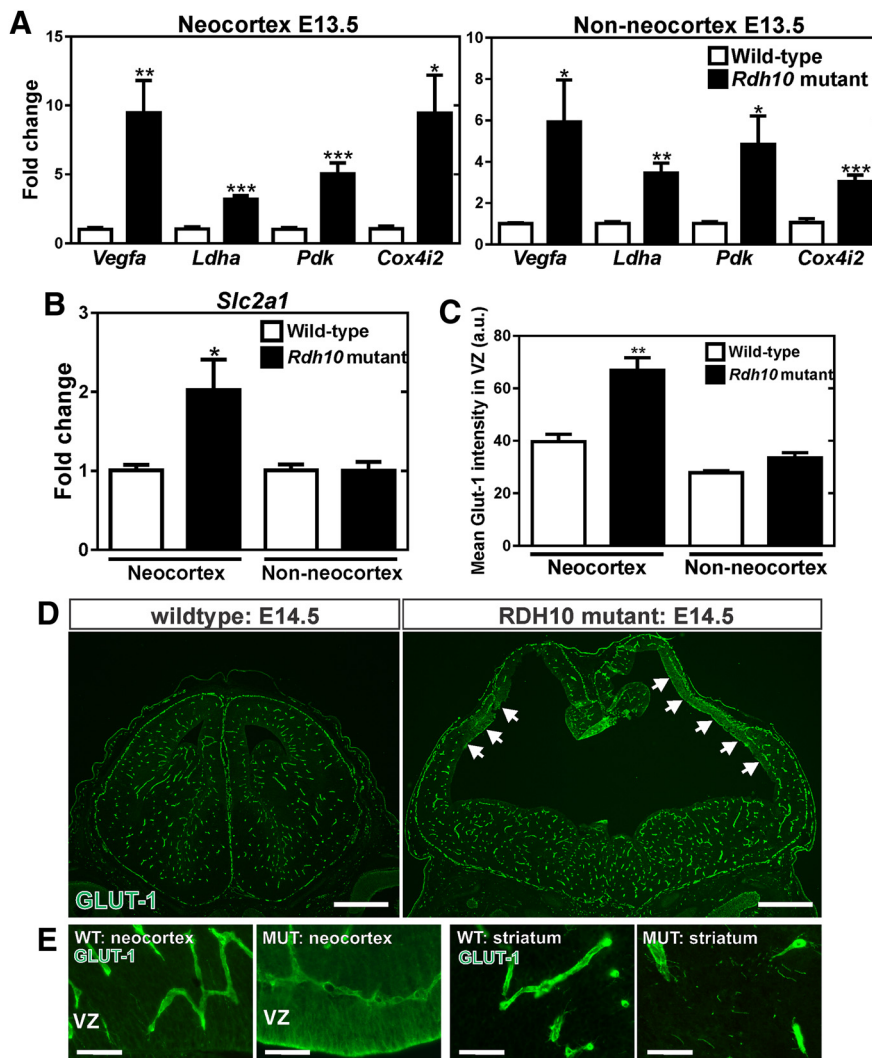 A
Neocortex E13.5
Fold change
15
10
5
0
**
***
***
*
Vegfa Ldha Pdk Cox4i2
Non-neocortex E13.5
Wild-type
Rdh10 mutant
10
8
6
4
2
0
*
**
*
***
Vegfa Ldha Pdk Cox4i2
B
Slc2a1
Wild-type
Rdh10 mutant
Fold change
3
2
1
0
*
Neocortex Non-neocortex
C
Wild-type
Rdh10 mutant
Mean Glut-1 intensity in VZ (a.u.)
80
60
40
20
0
**
Neocortex Non-neocortex
D
wildtype: E14.5
RDH10 mutant: E14.5
GLUT-1
E
WT: neocortex
GLUT-1
VZ
MUT: neocortex
VZ
WT: striatum
GLUT-1
MUT: striatum